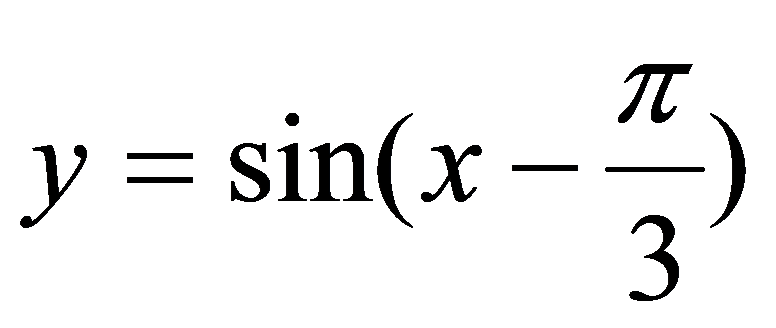 y = sin(x − π/3)